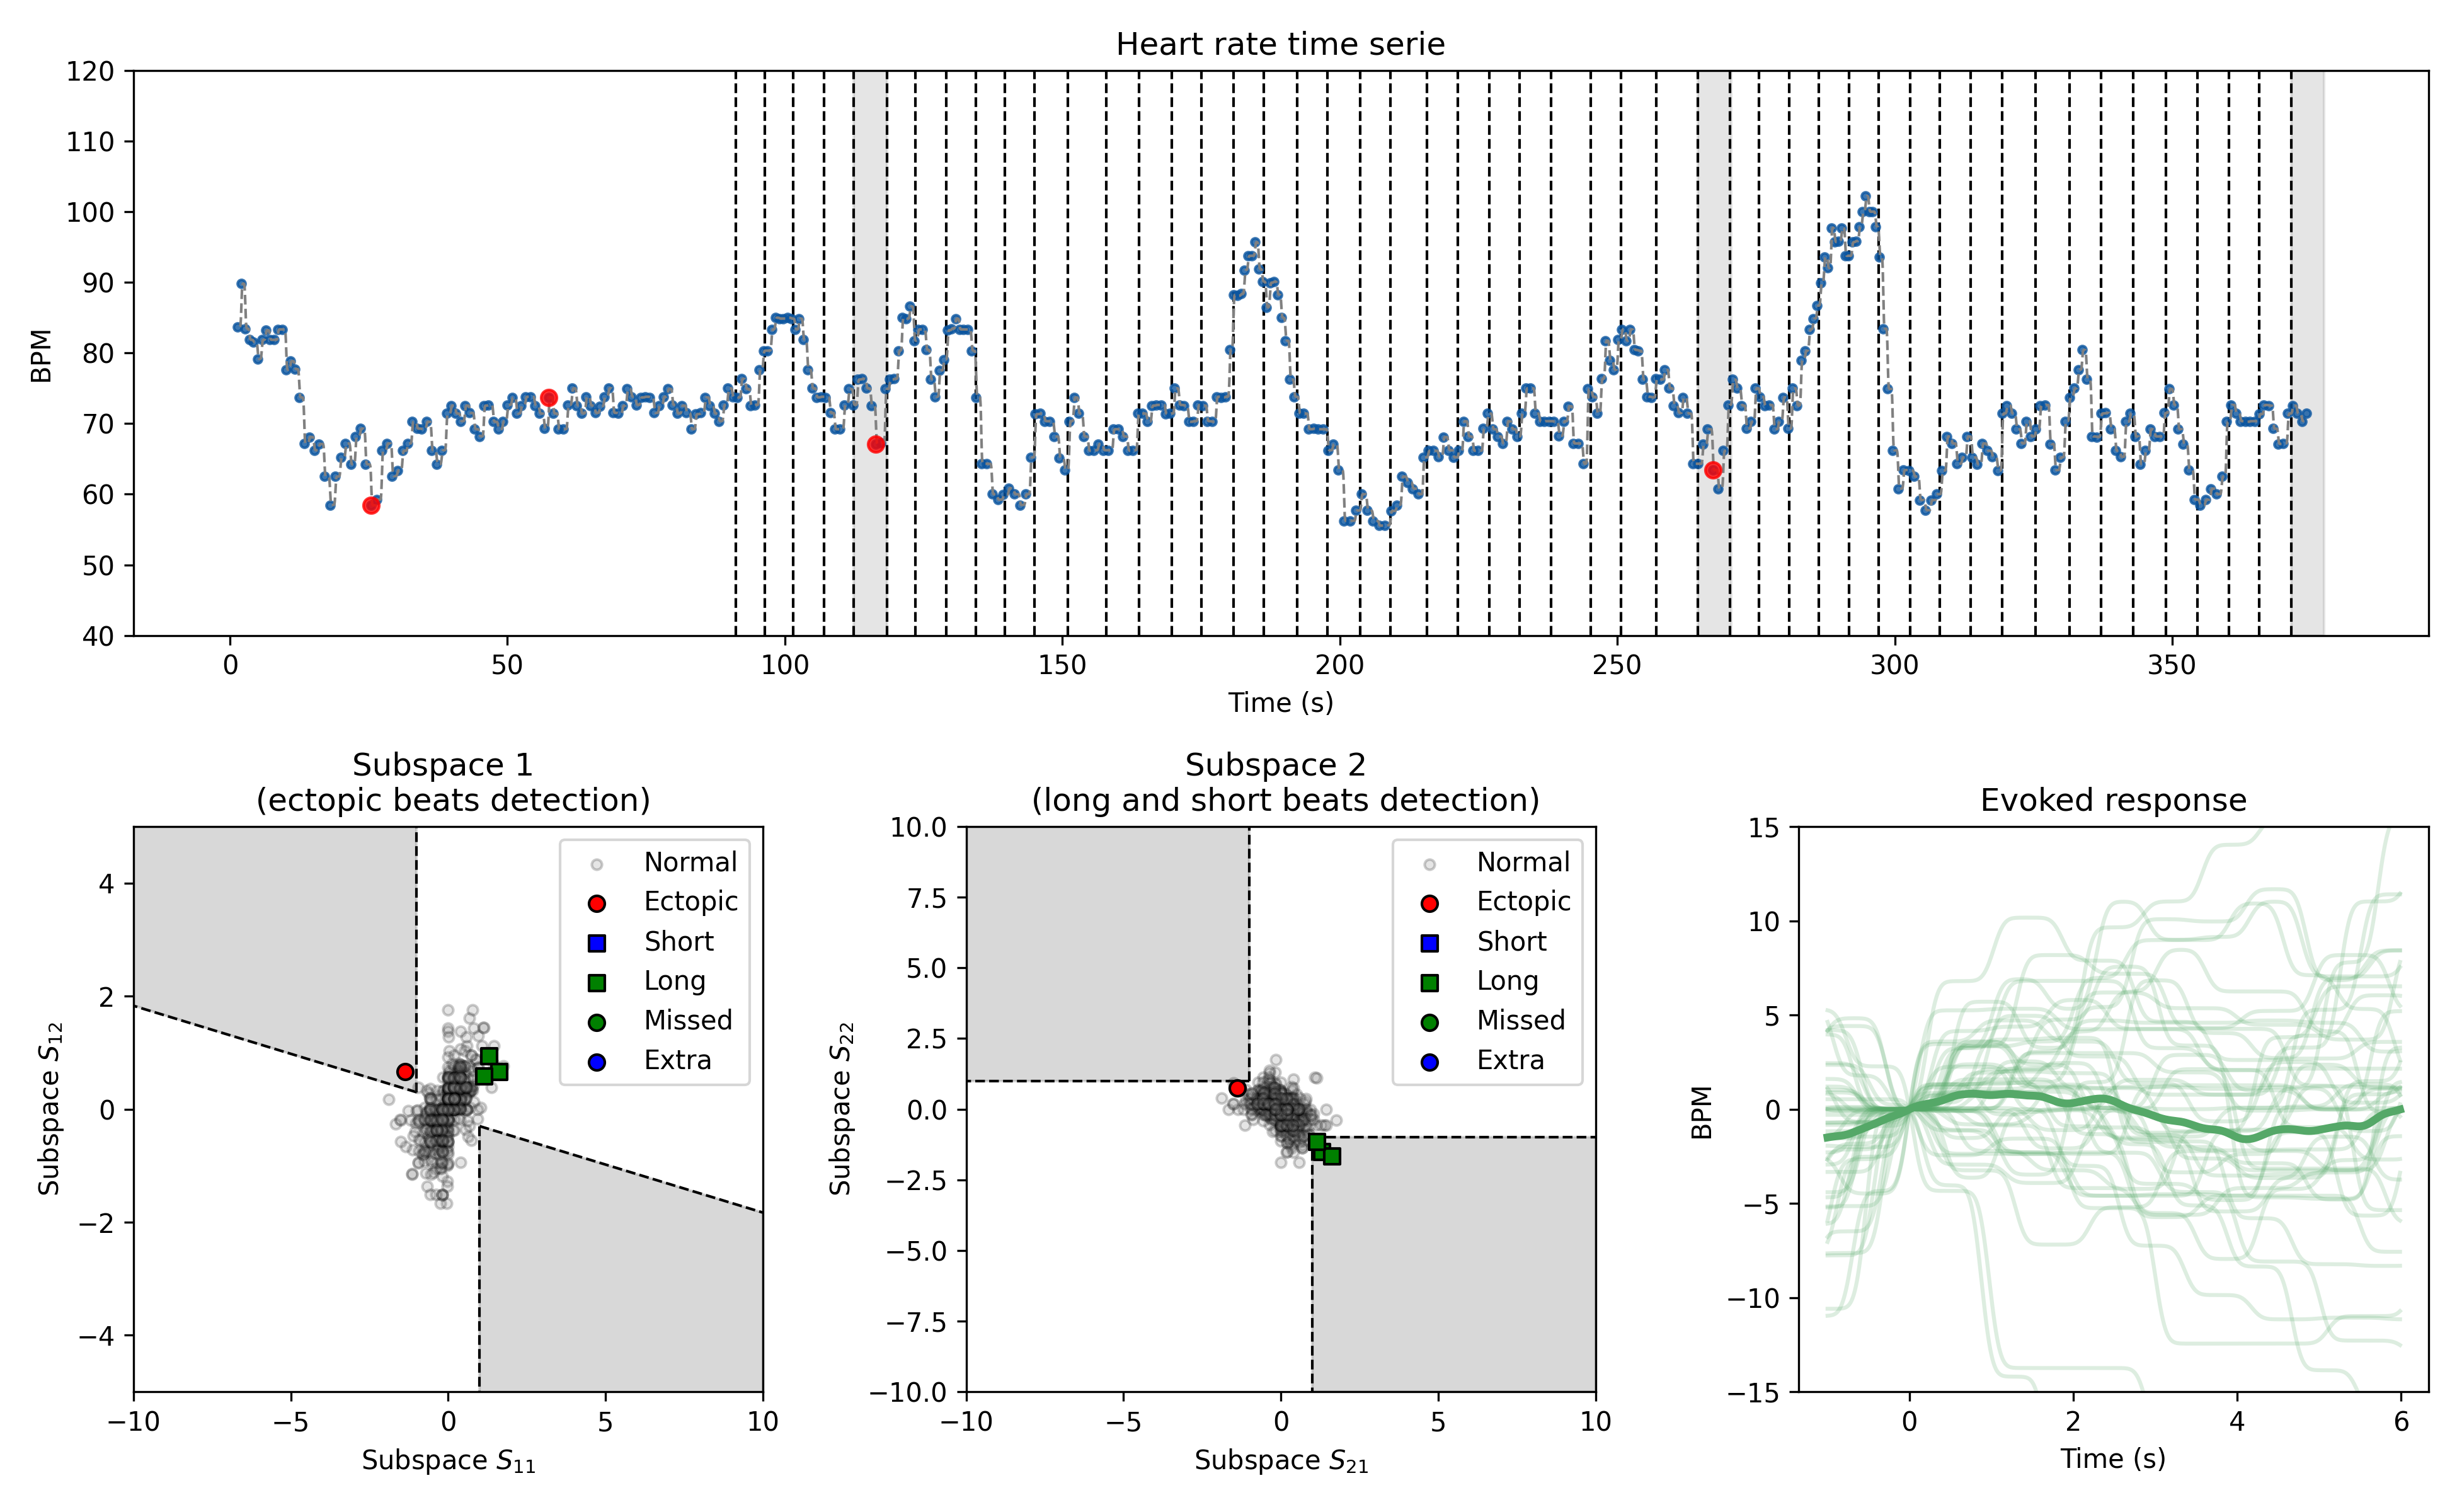 Heart rate time serie
120
110
100
90
80
70
60
50
40
BPM
0 50 100 150 200 250 300 350
Time (s)
Subspace 1
(ectopic beats detection)
4
2
0
−2
−4
Subspace S12
−10 −5 0 5 10
Subspace S11
Normal
Ectopic
Short
Long
Missed
Extra
Subspace 2
(long and short beats detection)
10.0
7.5
5.0
2.5
0.0
−2.5
−5.0
−7.5
−10.0
Subspace S22
−10 −5 0 5 10
Subspace S21
Normal
Ectopic
Short
Long
Missed
Extra
Evoked response
15
10
5
0
−5
−10
−15
BPM
0 2 4 6
Time (s)